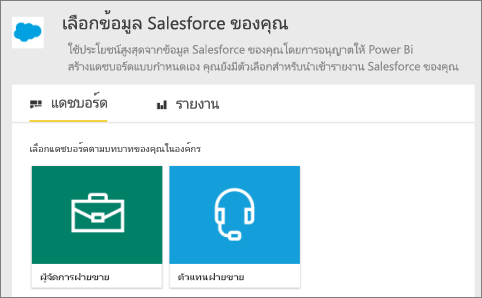 เลือกข้อมูล Salesforce ของคุณ
ใช้ประโยชน์สูงสุดจากข้อมูล Salesforce ของคุณโดยการอนุญาตให้ Power Bi
สร้างแดชบอร์ดแบบกำหนดเอง คุณยังมีตัวเลือกสำหรับนำเข้ารายงาน Salesforce ของคุณ
แดชบอร์ด รายงาน
เลือกแดชบอร์ดตามบทบาทของคุณในองค์กร
ผู้จัดการฝ่ายขาย ตัวแทนฝ่ายขาย